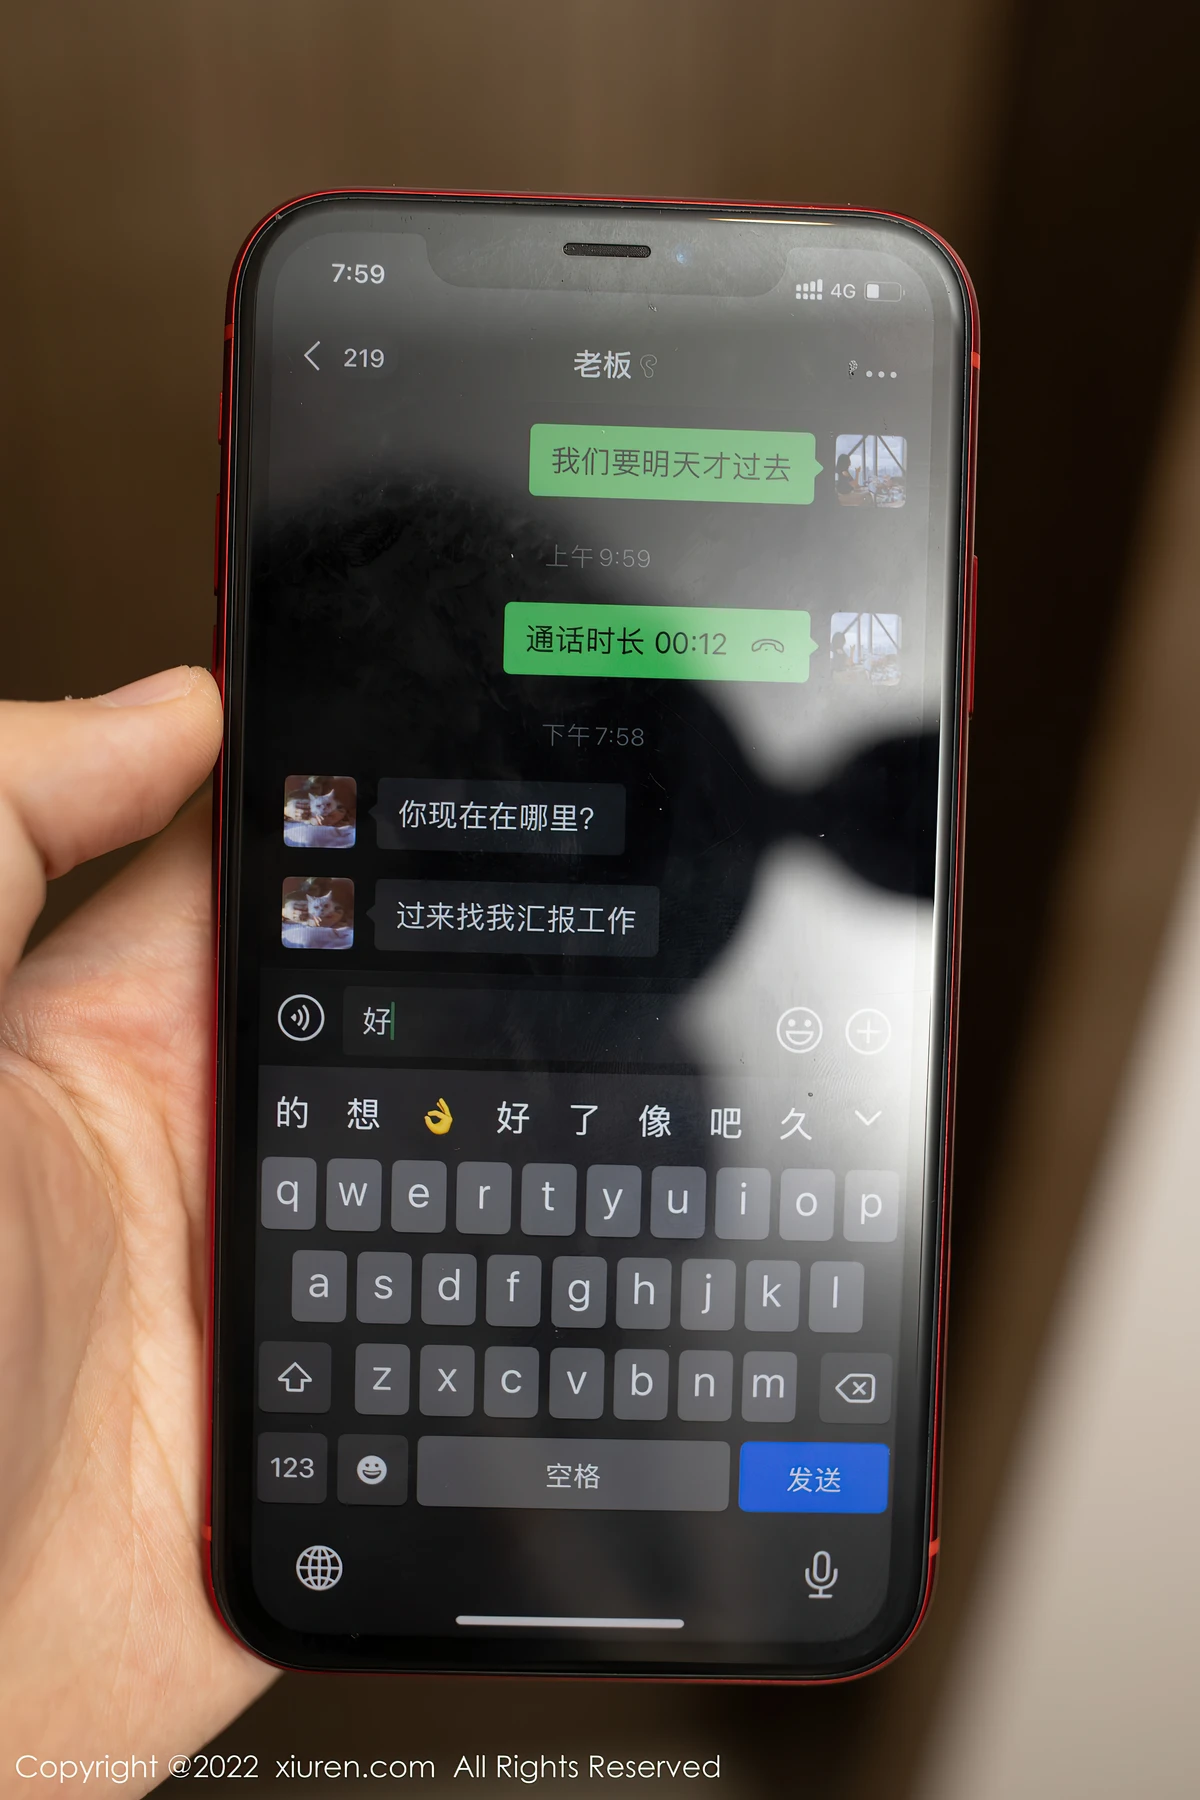 7:59
4G
219
老板
我们要明天才过去
上午 9:59
通话时长 00:12
下午 7:58
你现在在哪里?
过来找我汇报工作
好
的 想 👌 好 了 像 吧 久
q w e r t y u i o p
a s d f g h j k l
z x c v b n m
123 空格 发送
Copyright @2022 xiuren.com All Rights Reserved